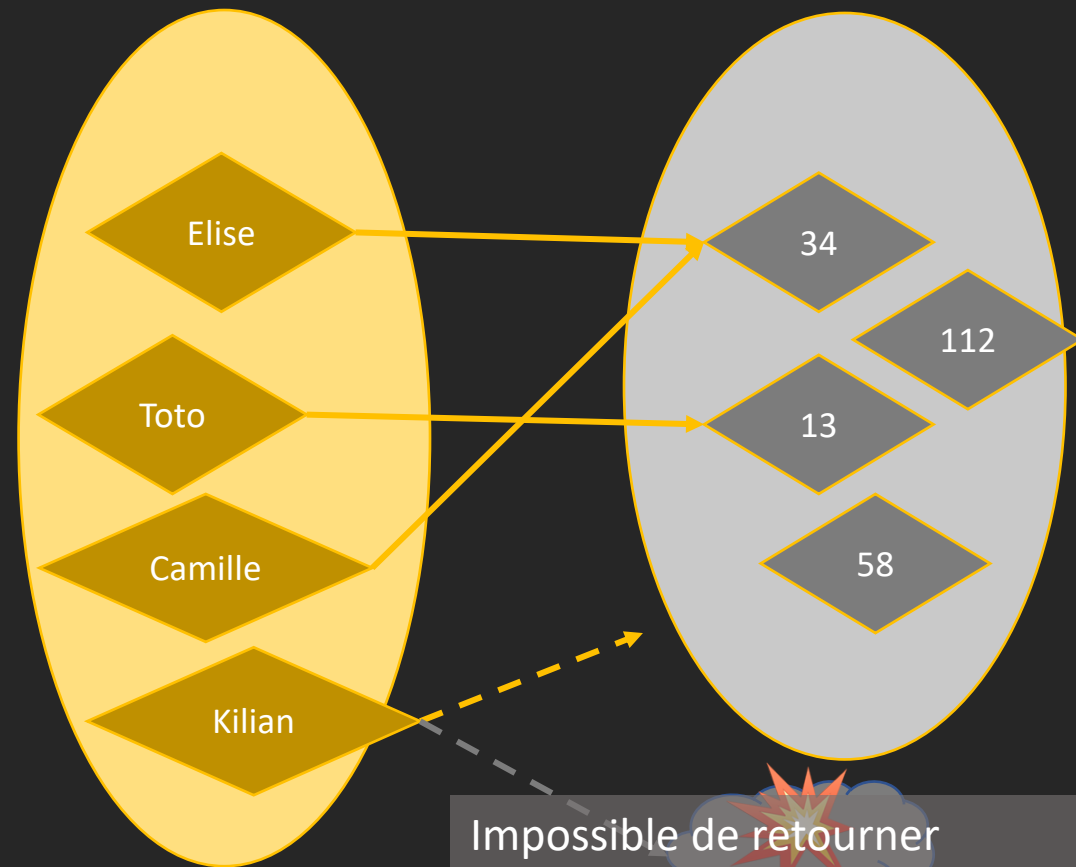 Elise
34
112
Toto
13
Camille
58
Kilian
Impossible de retourner